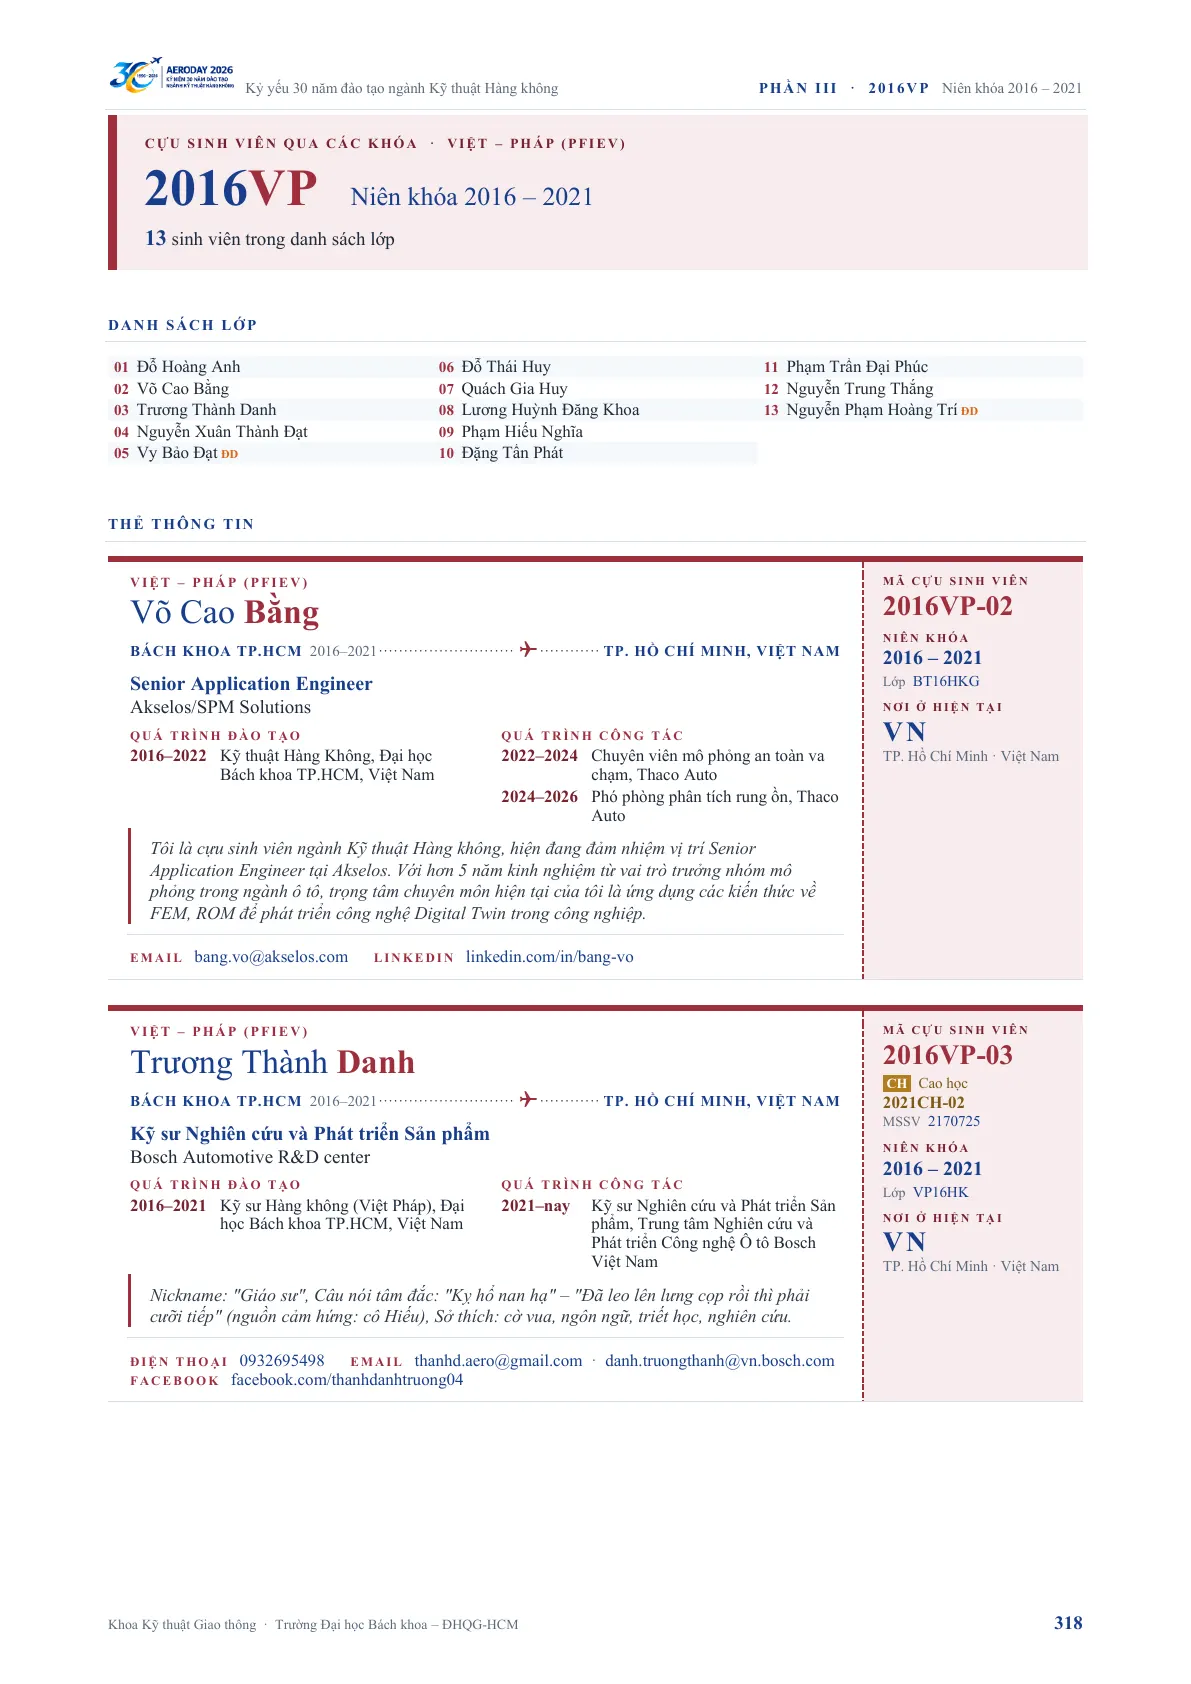 AERODAY 2026
KỶ NIỆM 30 NĂM ĐÀO TẠO
NGÀNH KỸ THUẬT HÀNG KHÔNG
Kỷ yếu 30 năm đào tạo ngành Kỹ thuật Hàng không
PHẦN III · 2016VP Niên khóa 2016 – 2021
CỰU SINH VIÊN QUA CÁC KHÓA · VIỆT – PHÁP (PFIEV)
2016VP Niên khóa 2016 – 2021
13 sinh viên trong danh sách lớp
DANH SÁCH LỚP
01 Đỗ Hoàng Anh
02 Võ Cao Bằng
03 Trương Thành Danh
04 Nguyễn Xuân Thành Đạt
05 Vy Bảo Đạt ĐD
06 Đỗ Thái Huy
07 Quách Gia Huy
08 Lương Huỳnh Đăng Khoa
09 Phạm Hiếu Nghĩa
10 Đặng Tấn Phát
11 Phạm Trần Đại Phúc
12 Nguyễn Trung Thắng
13 Nguyễn Phạm Hoàng Trí ĐD
THẺ THÔNG TIN
VIỆT – PHÁP (PFIEV)
Võ Cao Bằng
BÁCH KHOA TP.HCM 2016–2021 TP. HỒ CHÍ MINH, VIỆT NAM
Senior Application Engineer
Akselos/SPM Solutions
QUÁ TRÌNH ĐÀO TẠO
2016–2022 Kỹ thuật Hàng Không, Đại học
Bách khoa TP.HCM, Việt Nam
QUÁ TRÌNH CÔNG TÁC
2022–2024 Chuyên viên mô phỏng an toàn va
chạm, Thaco Auto
2024–2026 Phó phòng phân tích rung ồn, Thaco
Auto
Tôi là cựu sinh viên ngành Kỹ thuật Hàng không, hiện đang đảm nhiệm vị trí Senior
Application Engineer tại Akselos. Với hơn 5 năm kinh nghiệm từ vai trò trưởng nhóm mô
phỏng trong ngành ô tô, trọng tâm chuyên môn hiện tại của tôi là ứng dụng các kiến thức về
FEM, ROM để phát triển công nghệ Digital Twin trong công nghiệp.
EMAIL bang.vo@akselos.com LINKEDIN linkedin.com/in/bang-vo
MÃ CỰU SINH VIÊN
2016VP-02
NIÊN KHÓA
2016 – 2021
Lớp BT16HKG
NƠI Ở HIỆN TẠI
VN
TP. Hồ Chí Minh · Việt Nam
VIỆT – PHÁP (PFIEV)
Trương Thành Danh
BÁCH KHOA TP.HCM 2016–2021 TP. HỒ CHÍ MINH, VIỆT NAM
Kỹ sư Nghiên cứu và Phát triển Sản phẩm
Bosch Automotive R&D center
QUÁ TRÌNH ĐÀO TẠO
2016–2021 Kỹ sư Hàng không (Việt Pháp), Đại
học Bách khoa TP.HCM, Việt Nam
QUÁ TRÌNH CÔNG TÁC
2021–nay Kỹ sư Nghiên cứu và Phát triển Sản
phẩm, Trung tâm Nghiên cứu và
Phát triển Công nghệ Ô tô Bosch
Việt Nam
Nickname: "Giáo sư", Câu nói tâm đắc: "Kỵ hổ nan hạ" – "Đã leo lên lưng cọp rồi thì phải
cưỡi tiếp" (nguồn cảm hứng: cô Hiếu), Sở thích: cờ vua, ngôn ngữ, triết học, nghiên cứu.
ĐIỆN THOẠI 0932695498 EMAIL thanhd.aero@gmail.com · danh.truongthanh@vn.bosch.com
FACEBOOK facebook.com/thanhdanhtruong04
MÃ CỰU SINH VIÊN
2016VP-03
CH Cao học
2021CH-02
MSSV 2170725
NIÊN KHÓA
2016 – 2021
Lớp VP16HK
NƠI Ở HIỆN TẠI
VN
TP. Hồ Chí Minh · Việt Nam
Khoa Kỹ thuật Giao thông · Trường Đại học Bách khoa – ĐHQG-HCM
318